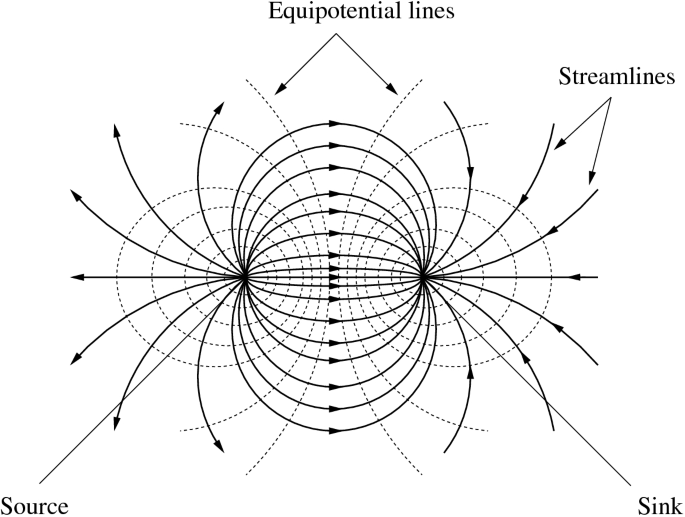 Equipotential lines
Streamlines
Source
Sink